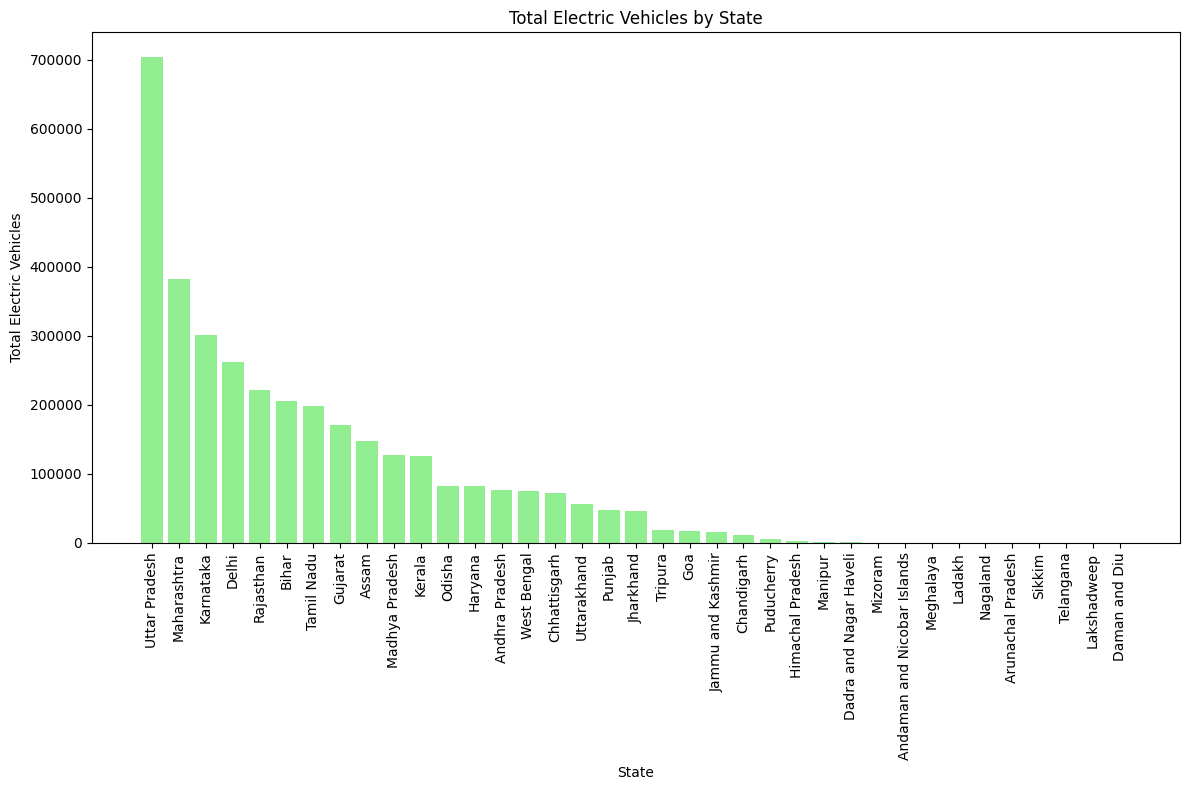 Total Electric Vehicles by State
Total Electric Vehicles
700000
600000
500000
400000
300000
200000
100000
0
Uttar Pradesh
Maharashtra
Karnataka
Delhi
Rajasthan
Bihar
Tamil Nadu
Gujarat
Assam
Madhya Pradesh
Kerala
Odisha
Haryana
Andhra Pradesh
West Bengal
Chhattisgarh
Uttarakhand
Punjab
Jharkhand
Tripura
Goa
Jammu and Kashmir
Chandigarh
Puducherry
Himachal Pradesh
Manipur
Dadra and Nagar Haveli
Mizoram
Andaman and Nicobar Islands
Meghalaya
Ladakh
Nagaland
Arunachal Pradesh
Sikkim
Telangana
Lakshadweep
Daman and Diu
State